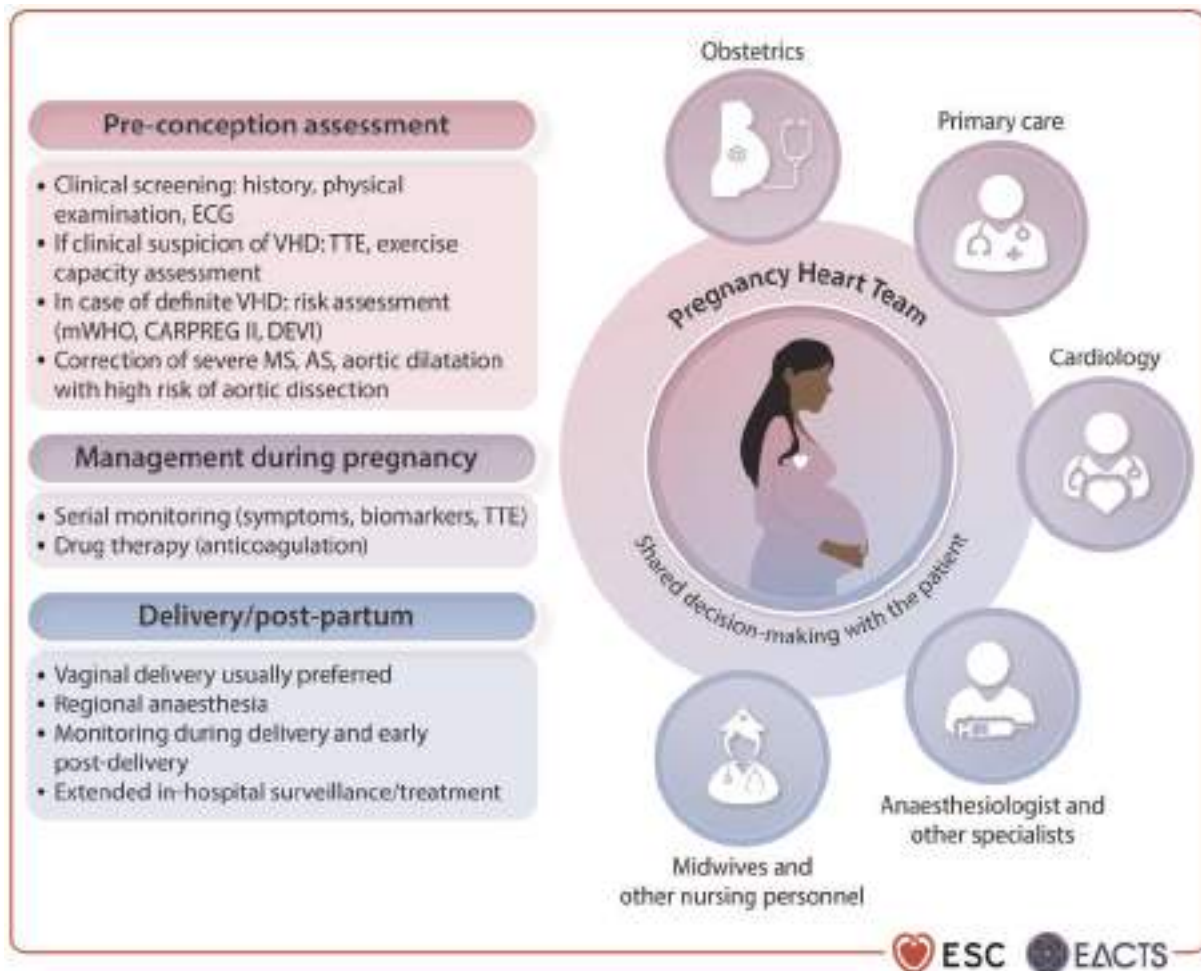 Pre-conception assessment
• Clinical screening: history, physical
examination, ECG
• If clinical suspicion of VHD: TTE, exercise
capacity assessment
• In case of definite VHD: risk assessment
(mWHO, CARPREG II, DEVI)
• Correction of severe MS, AS, aortic dilatation
with high risk of aortic dissection
Management during pregnancy
• Serial monitoring (symptoms, biomarkers, TTE)
• Drug therapy (anticoagulation)
Delivery/post-partum
• Vaginal delivery usually preferred
• Regional anaesthesia
• Monitoring during delivery and early
post-delivery
• Extended in-hospital surveillance/treatment
Obstetrics
Primary care
Cardiology
Anaesthesiologist and
other specialists
Midwives and
other nursing personnel
Pregnancy Heart Team
Shared decision-making with the patient
ESC
EACTS